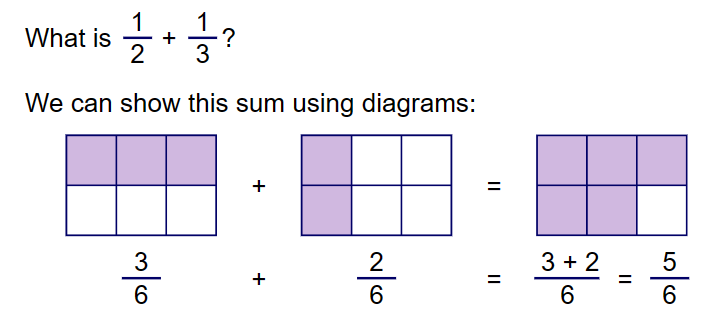 What is 1/2 + 1/3 ?
We can show this sum using diagrams:
+ =
3/6 + 2/6 = 3 + 2/6 = 5/6